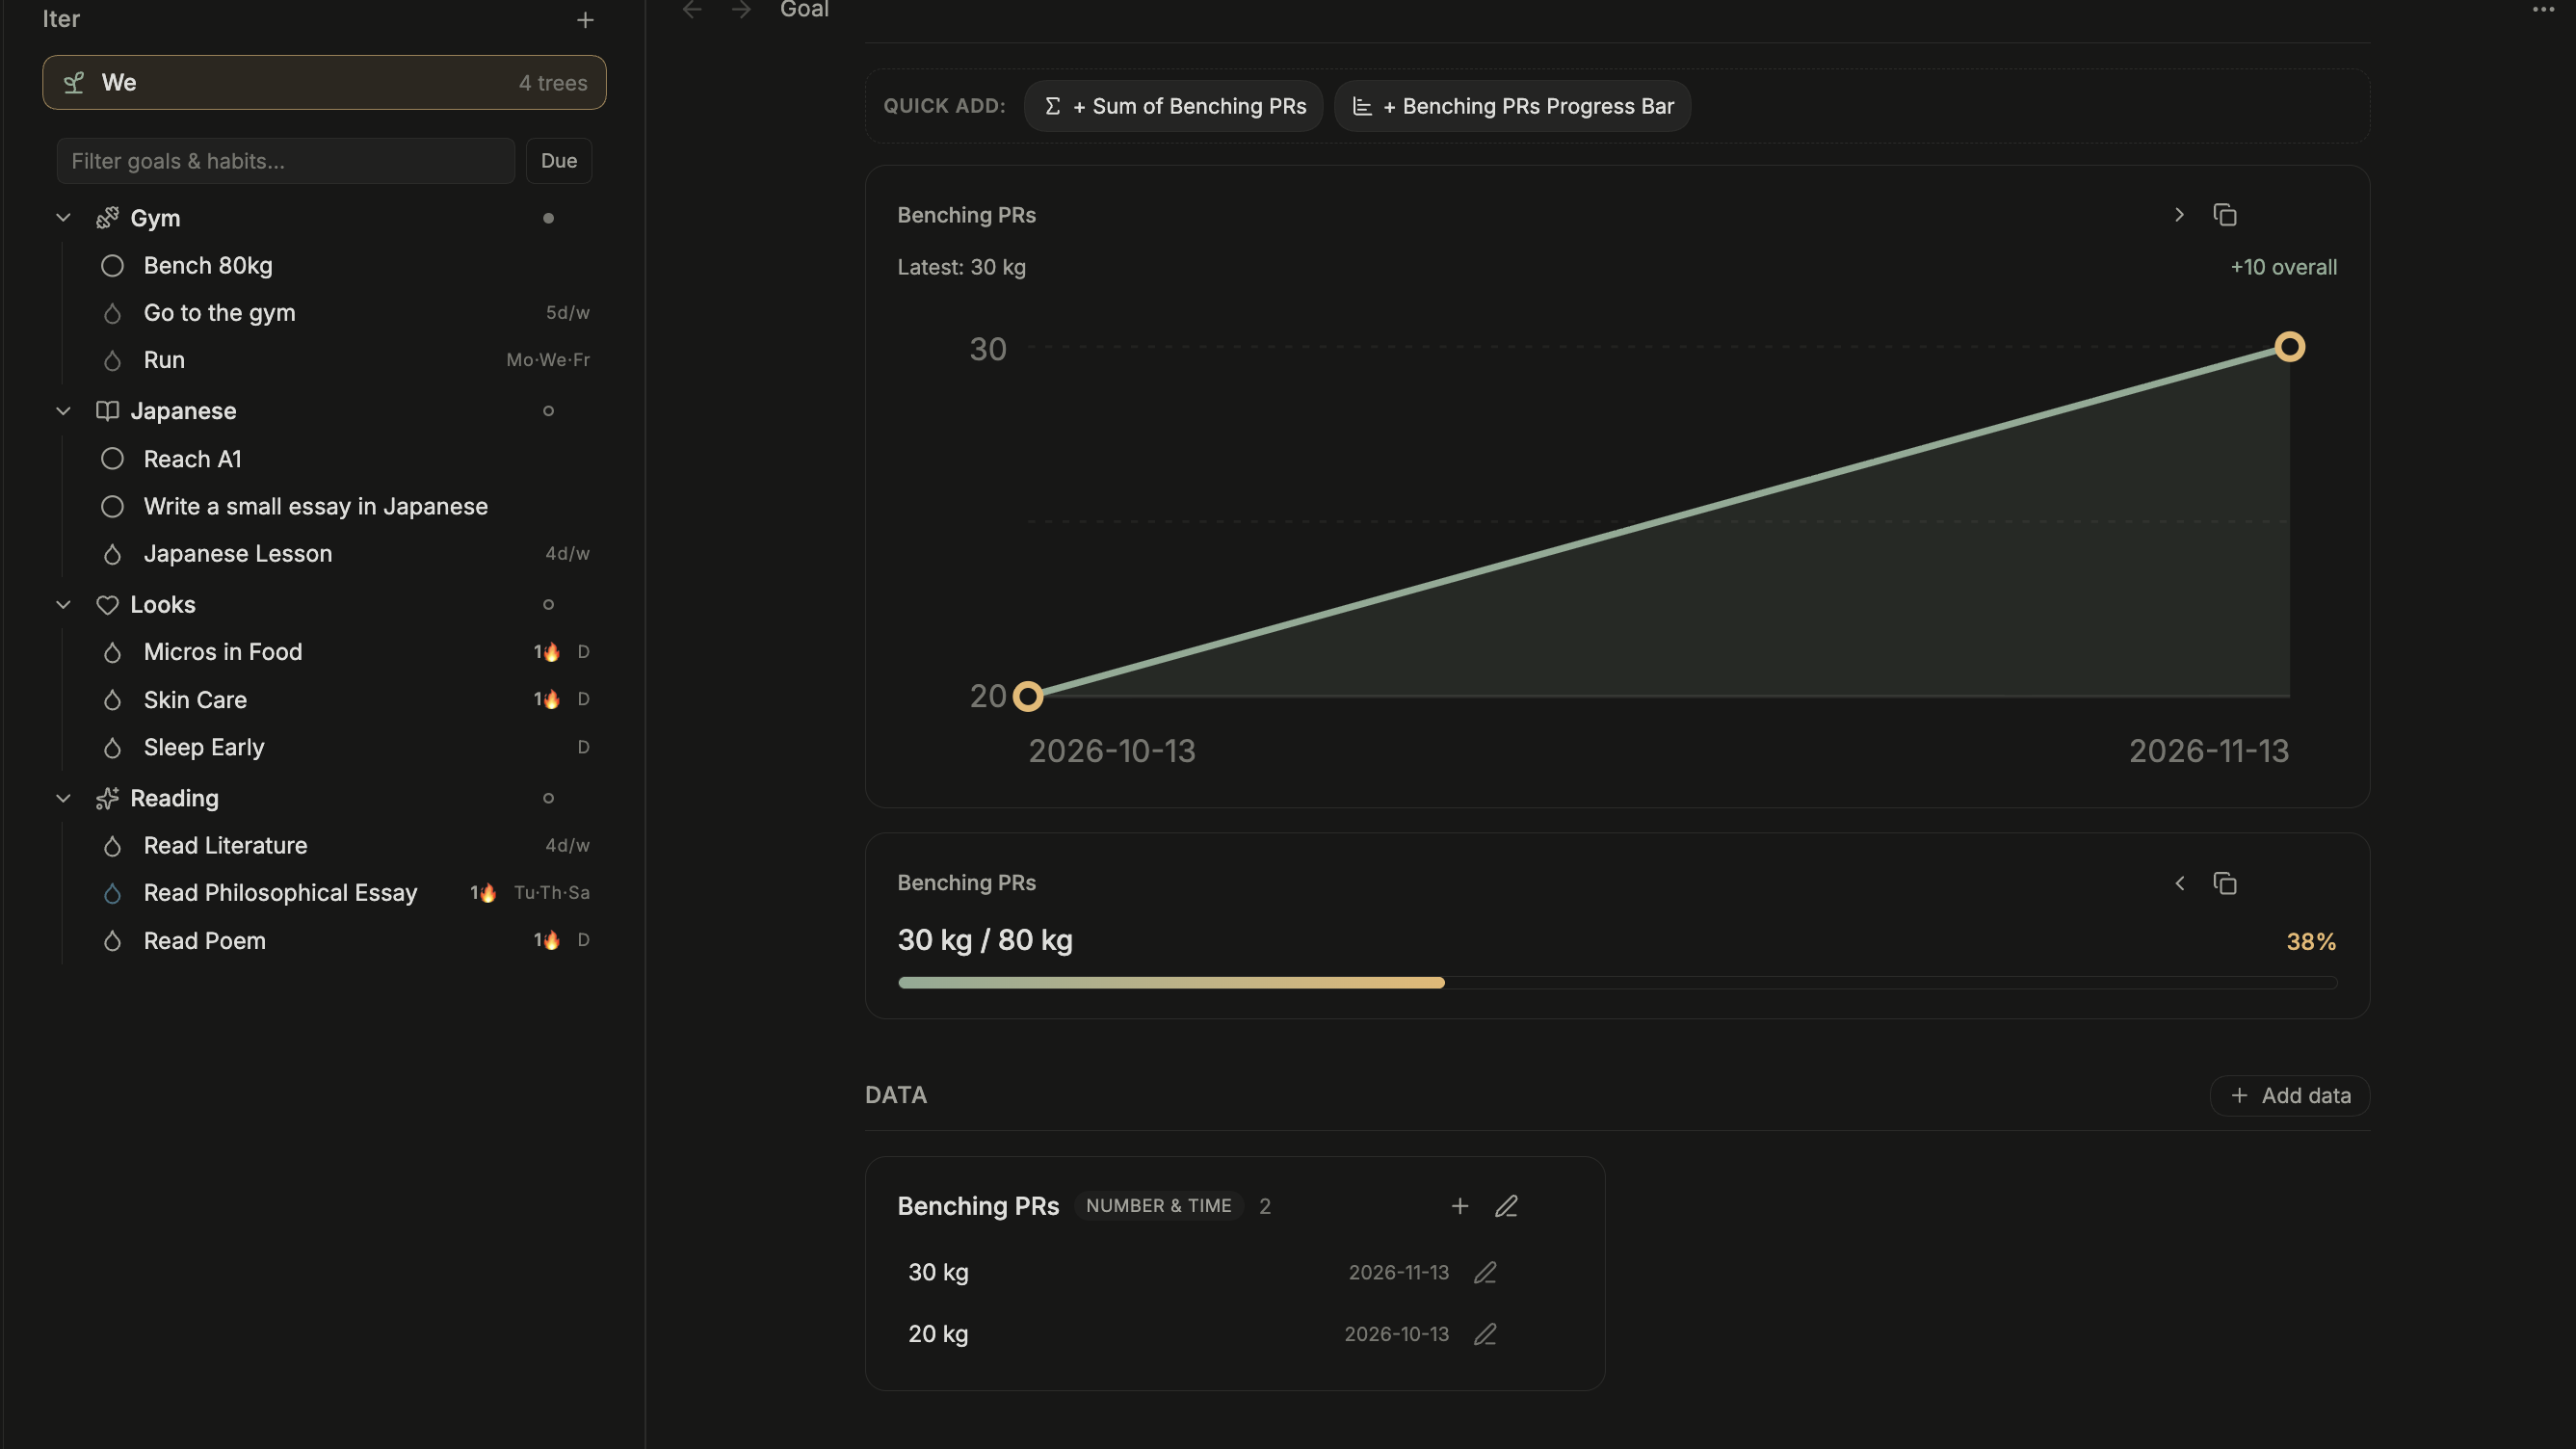 Iter
We 4 trees
Filter goals & habits... Due
Gym
Bench 80kg
Go to the gym 5d/w
Run Mo·We·Fr
Japanese
Reach A1
Write a small essay in Japanese
Japanese Lesson 4d/w
Looks
Micros in Food 1🔥 D
Skin Care 1🔥 D
Sleep Early D
Reading
Read Literature 4d/w
Read Philosophical Essay 1🔥 Tu·Th·Sa
Read Poem 1🔥 D
Goal
QUICK ADD: Σ + Sum of Benching PRs + Benching PRs Progress Bar
Benching PRs
Latest: 30 kg +10 overall
30
20
2026-10-13 2026-11-13
Benching PRs
30 kg / 80 kg 38%
DATA + Add data
Benching PRs NUMBER & TIME 2
30 kg 2026-11-13
20 kg 2026-10-13